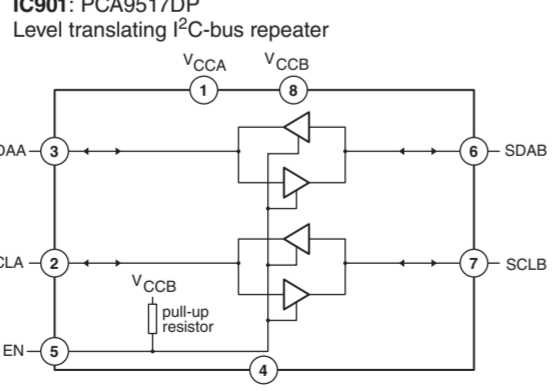 IC901: PCA9517DP
Level translating I²C-bus repeater
VCCA VCCB
1 8
DAA 3 6 SDAB
CLA 2 7 SCLB
VCCB
pull-up
resistor
EN 5
4